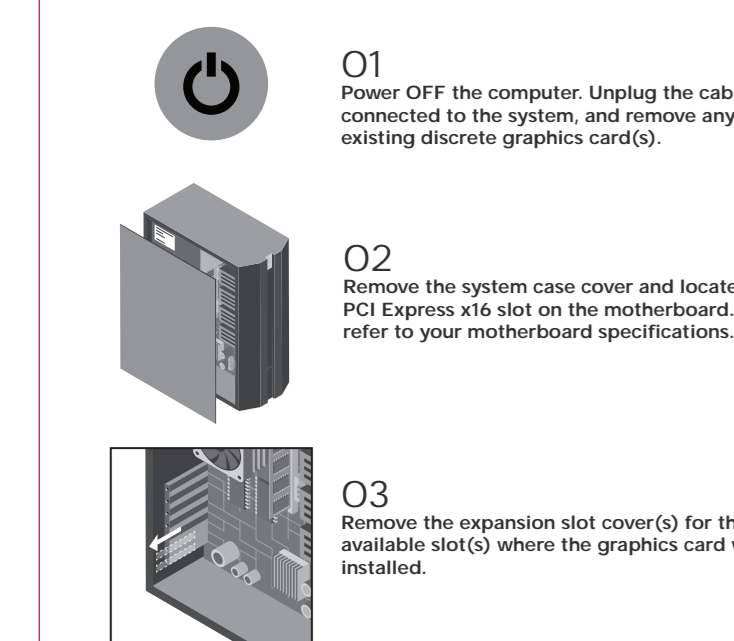 01
Power OFF the computer. Unplug the
connected to the system, and remove any
existing discrete graphics card(s).
02
Remove the system case cover and locate
PCI Express x16 slot on the motherboard.
refer to your motherboard specifications.
03
Remove the expansion slot cover(s) for
available slot(s) where the graphics card
installed.